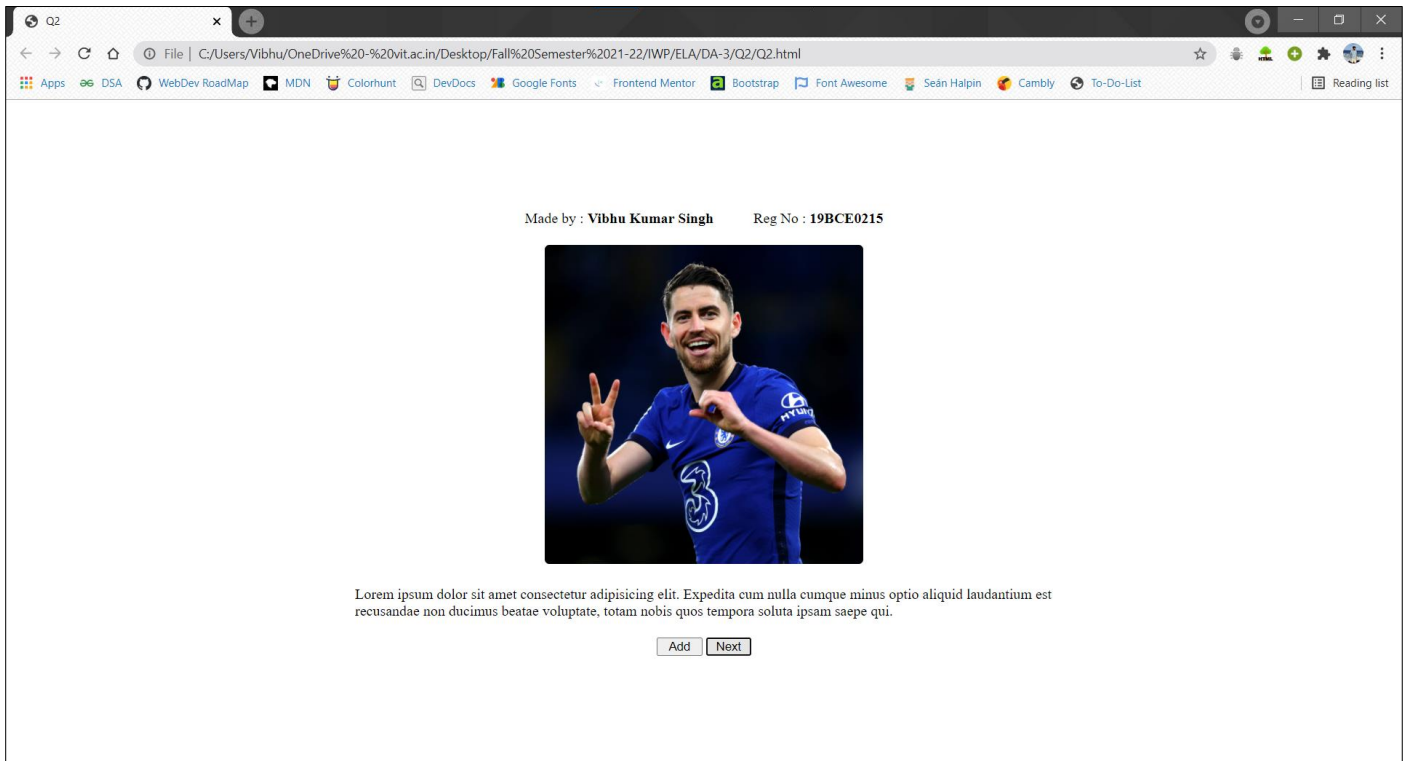 Q2
File | C:/Users/Vibhu/OneDrive%20-%20vit.ac.in/Desktop/Fall%20Semester%2021-22/IWP/ELA/DA-3/Q2/Q2.html
Apps DSA WebDev RoadMap MDN Colorhunt DevDocs Google Fonts Frontend Mentor Bootstrap Font Awesome Seán Halpin Cambly To-Do-List Reading list
Made by : Vibhu Kumar Singh Reg No : 19BCE0215
HYUN
3
Lorem ipsum dolor sit amet consectetur adipisicing elit. Expedita cum nulla cumque minus optio aliquid laudantium est
recusandae non ducimus beatae voluptate, totam nobis quos tempora soluta ipsam saepe qui.
Add Next